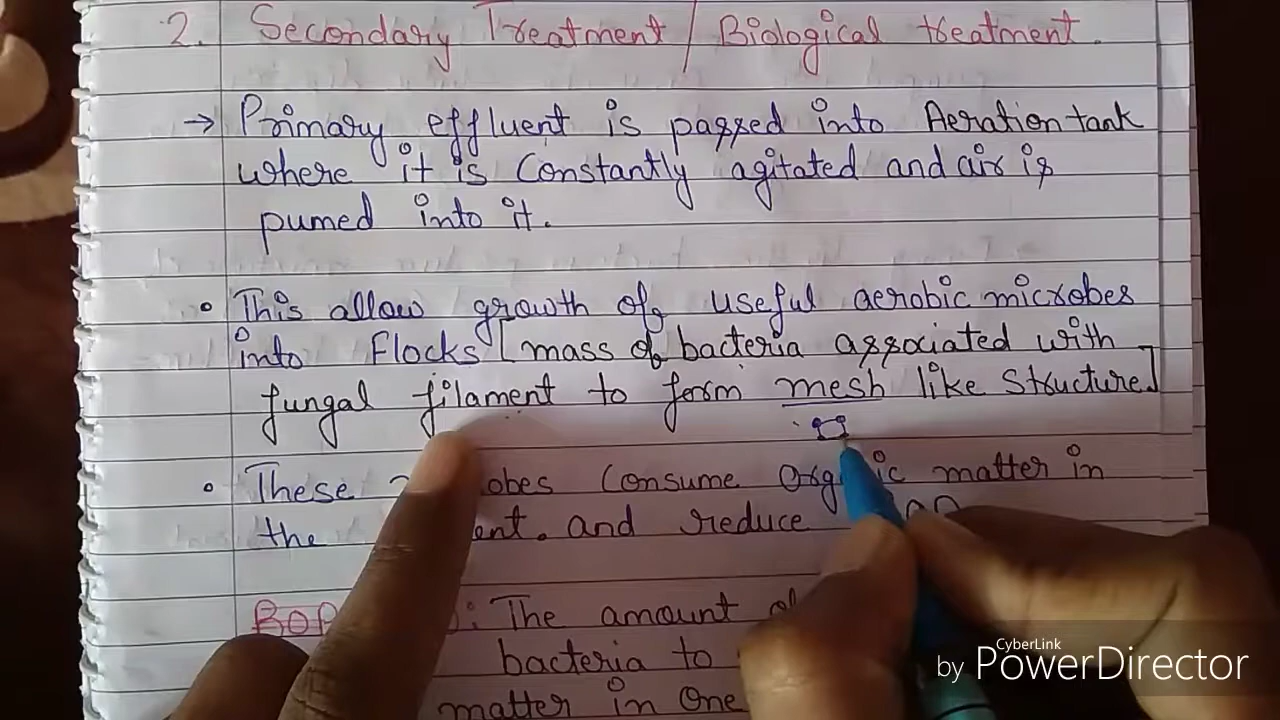 2. Secondary Treatment / Biological treatment.
→ Primary effluent is passed into Aeration tank
where it is Constantly agitated and air is
pumed into it.
• This allow growth of useful aerobic microbes
into Flocks [mass of bacteria associated with
fungal filament to form mesh like structure]
• These consume matter in
the and reduce
The amount
bacteria to
matter in One
CyberLink
by PowerDirector